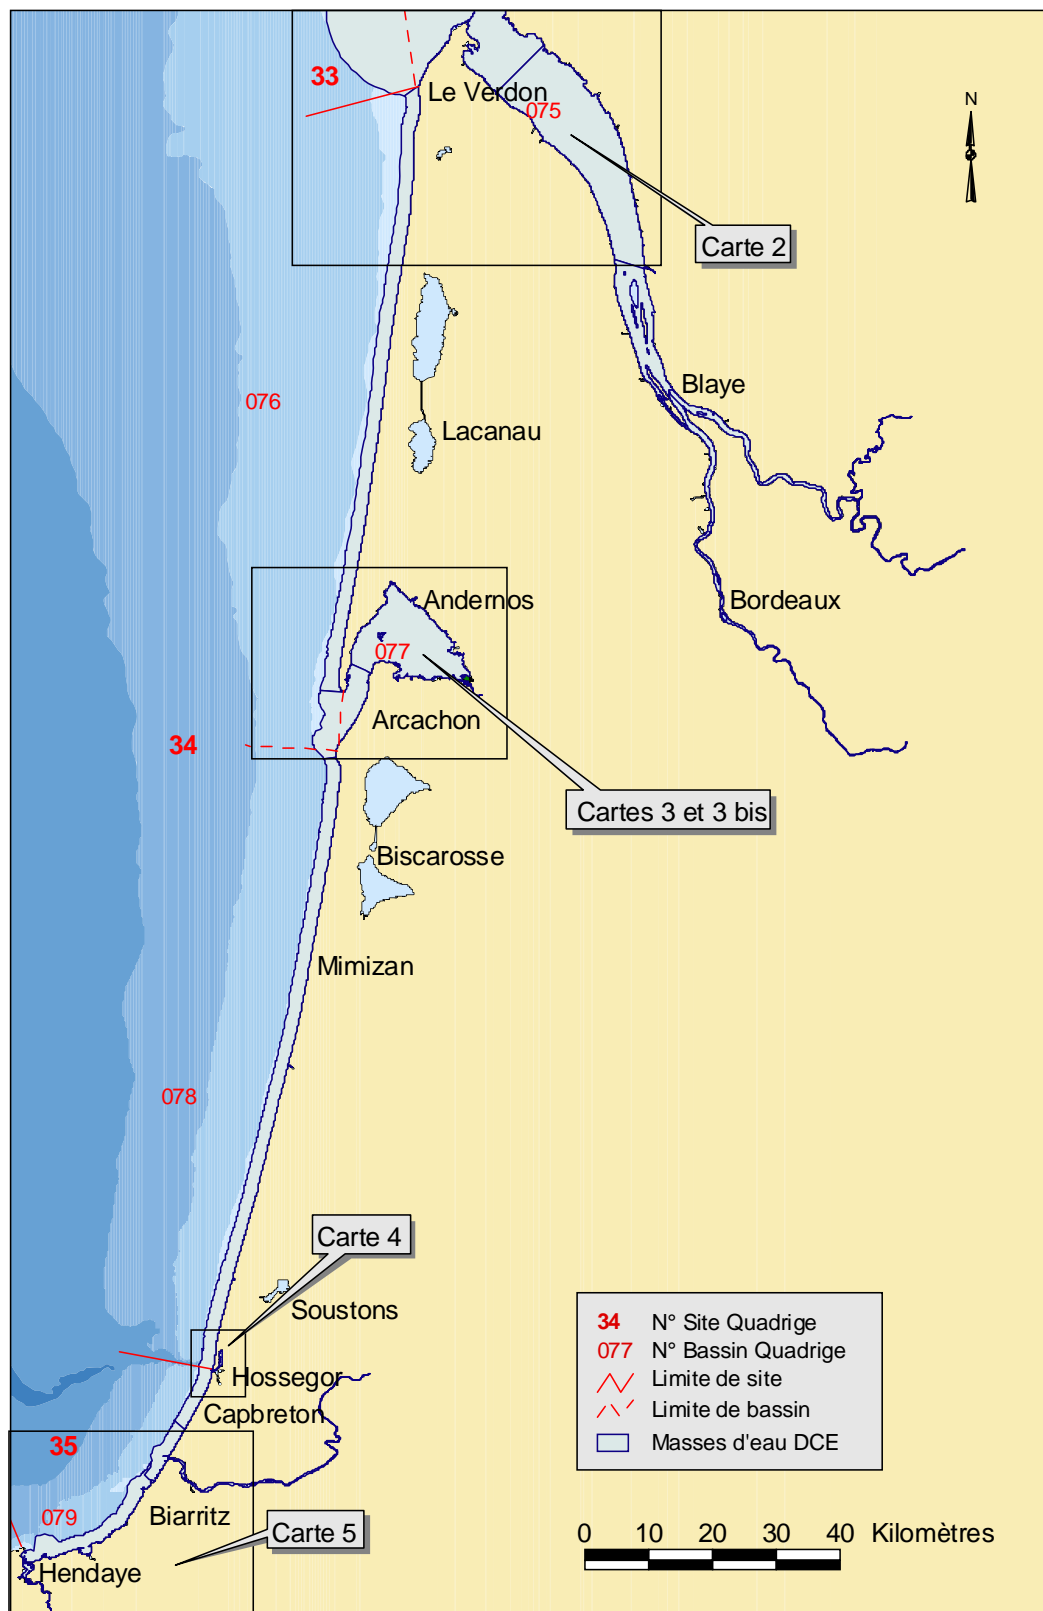 33
Le Verdon
075
N
Carte 2
076
Blaye
Lacanau
Andernos
Bordeaux
077
Arcachon
34
Cartes 3 et 3 bis
Biscarosse
Mimizan
078
Carte 4
Soustons
Hossegor
Capbreton
35
079
Biarritz
Carte 5
Hendaye
34 N° Site Quadrige
077 N° Bassin Quadrige
Limite de site
Limite de bassin
Masses d'eau DCE
0 10 20 30 40 Kilomètres